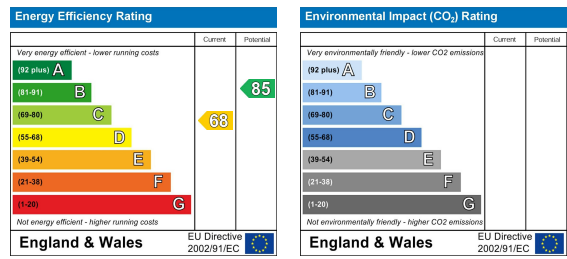 Energy Efficiency Rating
Current Potential
Very energy efficient - lower running costs
(92 plus) A
(81-91) B
85
(69-80) C
68
(55-68) D
(39-54) E
(21-38) F
(1-20) G
Not energy efficient - higher running costs
England & Wales
EU Directive
2002/91/EC
Environmental Impact (CO₂) Rating
Current Potential
Very environmentally friendly - lower CO2 emissions
(92 plus) A
(81-91) B
(69-80) C
(55-68) D
(39-54) E
(21-38) F
(1-20) G
Not environmentally friendly - higher CO2 emissions
England & Wales
EU Directive
2002/91/EC